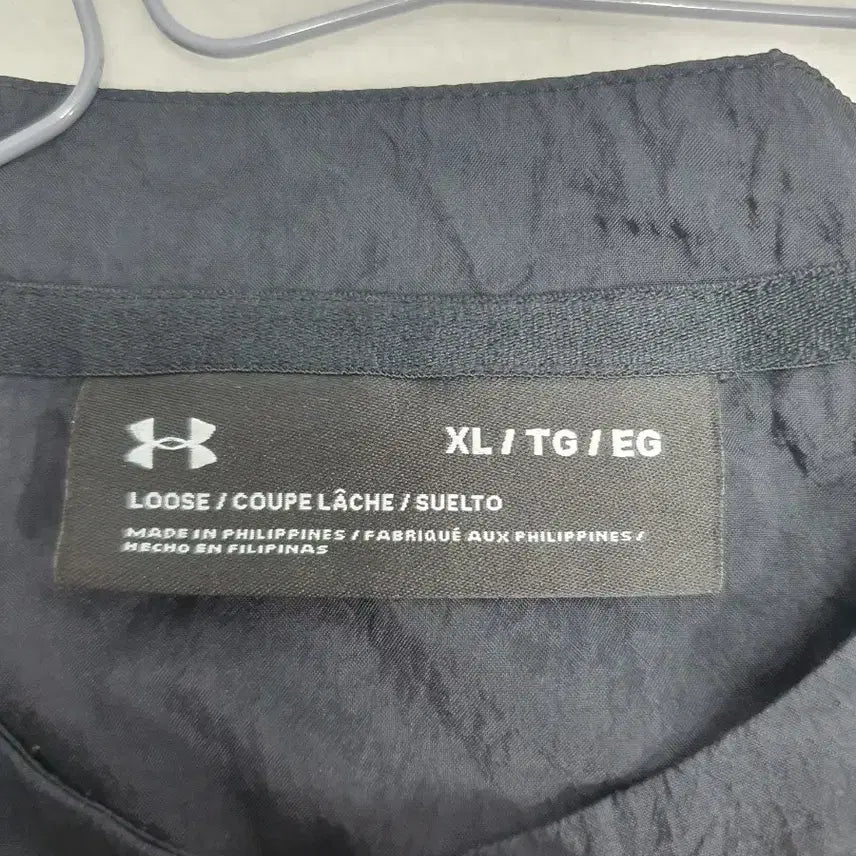 XL / TG / EG
LOOSE / COUPE LÂCHE / SUELTO
MADE IN PHILIPPINES / FABRIQUÉ AUX PHILIPPINES /
HECHO EN FILIPINAS